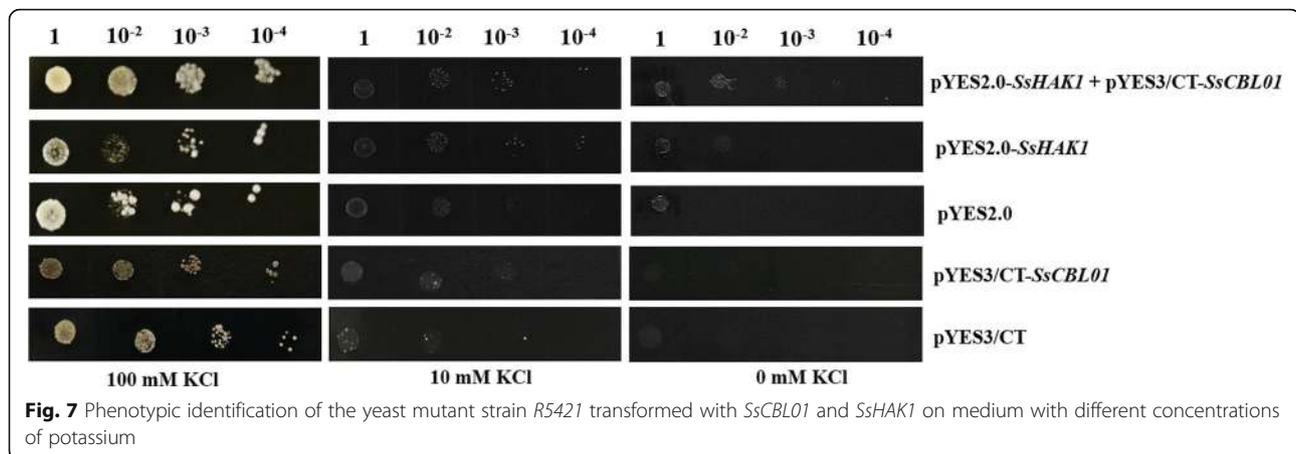 1 10⁻² 10⁻³ 10⁻⁴ 1 10⁻² 10⁻³ 10⁻⁴ 1 10⁻² 10⁻³ 10⁻⁴
pYES2.0-SsHAK1 + pYES3/CT-SsCBL01
pYES2.0-SsHAK1
pYES2.0
pYES3/CT-SsCBL01
pYES3/CT
100 mM KCl 10 mM KCl 0 mM KCl
Fig. 7 Phenotypic identification of the yeast mutant strain R5421 transformed with SsCBL01 and SsHAK1 on medium with different concentrations
of potassium